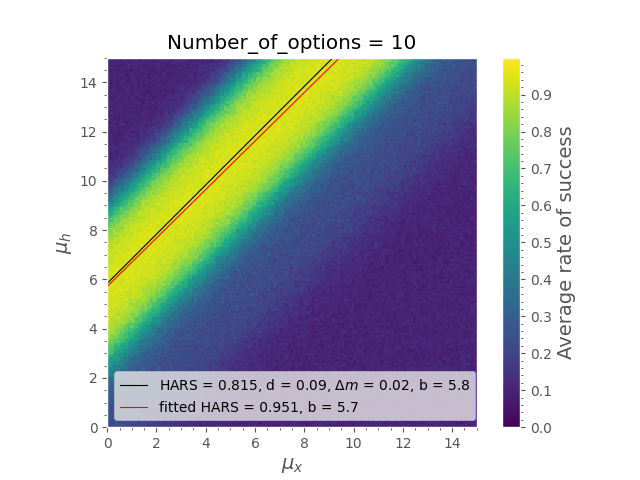 Number_of_options = 10
14
12
10
8
6
4
2
0
μh
0 2 4 6 8 10 12 14
μx
HARS = 0.815, d = 0.09, Δm = 0.02, b = 5.8
fitted HARS = 0.951, b = 5.7
0.9
0.8
0.7
0.6
0.5
0.4
0.3
0.2
0.1
0.0
Average rate of success